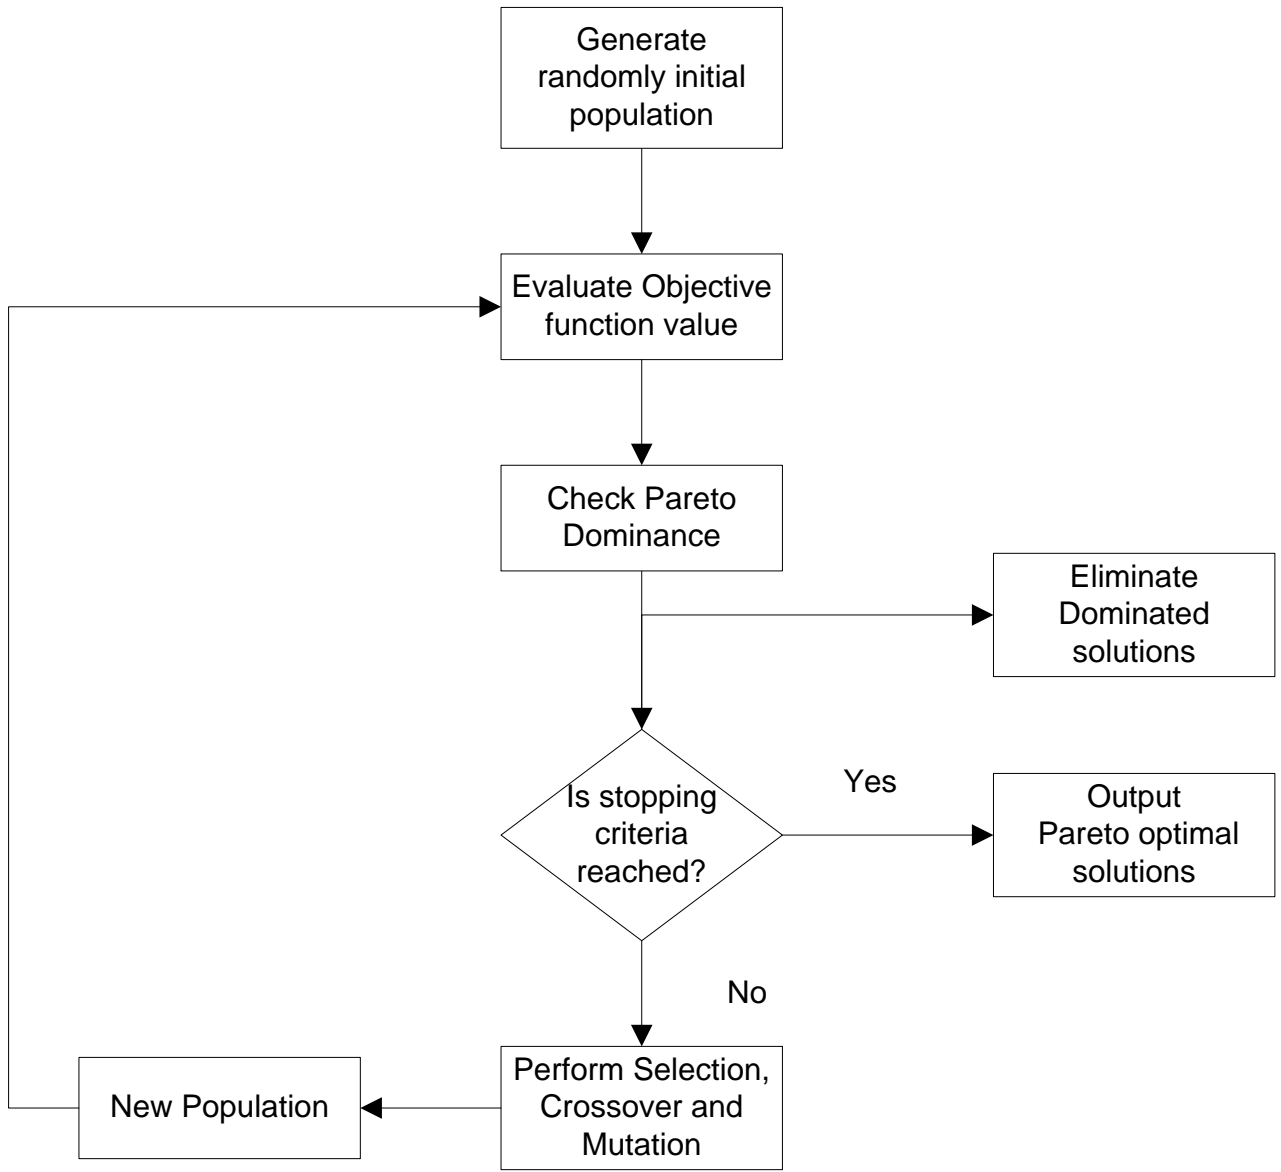 Generate
randomly initial
population
Evaluate Objective
function value
Check Pareto
Dominance
Eliminate
Dominated
solutions
Is stopping
criteria
reached?
Yes
Output
Pareto optimal
solutions
No
Perform Selection,
Crossover and
Mutation
New Population